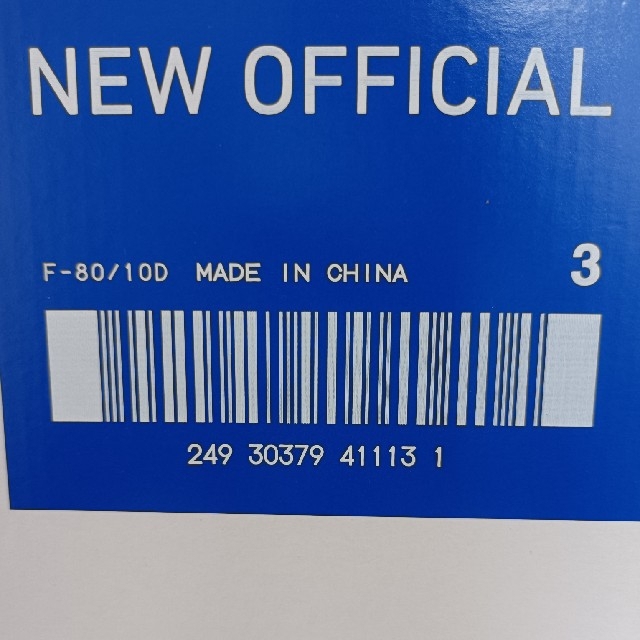 NEW OFFICIAL
F-80/10D MADE IN CHINA 3
249 30379 41113 1